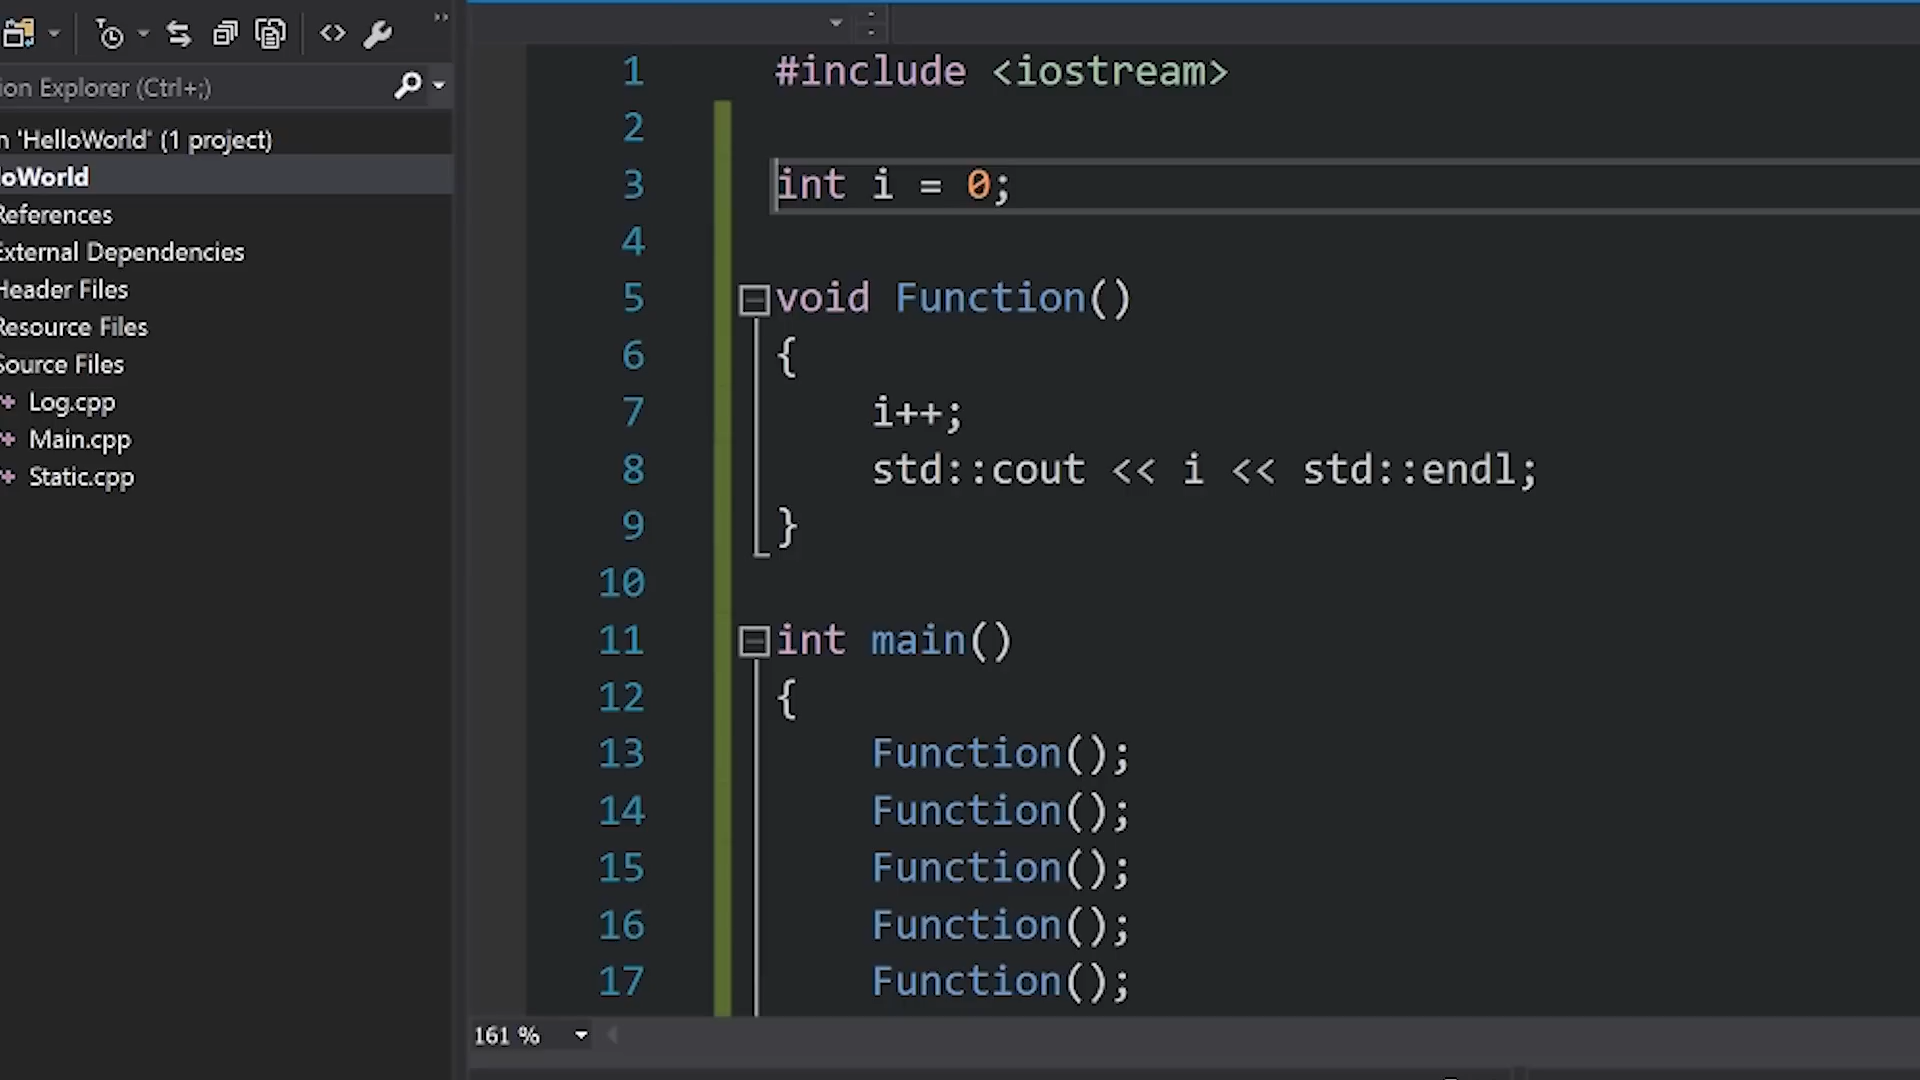 ion Explorer (Ctrl+;)
n 'HelloWorld' (1 project)
loWorld
References
External Dependencies
Header Files
Resource Files
Source Files
Log.cpp
Main.cpp
Static.cpp
1 #include <iostream>
2
3 int i = 0;
4
5 void Function()
6 {
7 i++;
8 std::cout << i << std::endl;
9 }
10
11 int main()
12 {
13 Function();
14 Function();
15 Function();
16 Function();
17 Function();
161 %